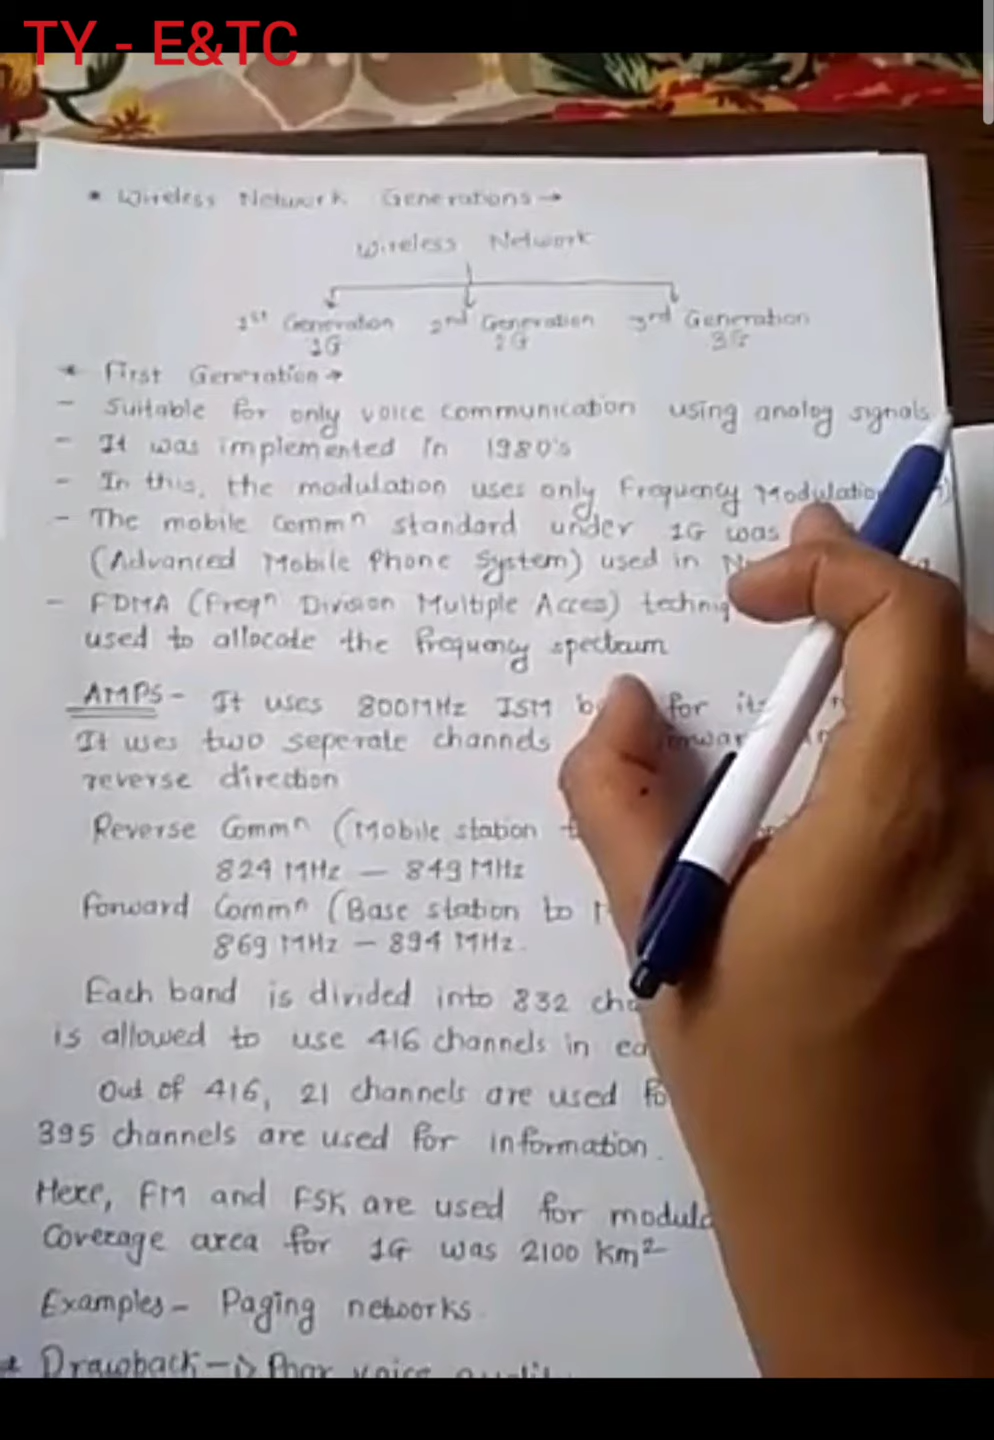 TY - E&TC
* Wireless Network Generations →
Wireless Network
1st Generation 2nd Generation 3rd Generation
1G 2G 3G
* First Generation →
- Suitable for only voice communication using analog signals
- It was implemented in 1980's
- In this, the modulation uses only Frequency Modulation
- The mobile Commn standard under 1G was
(Advanced Mobile Phone System) used in
- FDMA (Freqn Division Multiple Acces)
used to allocate the frequency spectrum
AMPS - It uses 800MHz ISM for its
It uses two seperate channels
reverse direction
Reverse Commn (Mobile station
824 MHz — 849 MHz
Forward Commn (Base station to
869 MHz — 894 MHz.
Each band is divided into 832
is allowed to use 416 channels in
Out of 416, 21 channels are used
395 channels are used for information.
Here, FM and FSK are used for
Coverage area for 1G was 2100 km²
Examples - Paging networks.
* Drawback -> Poor voice